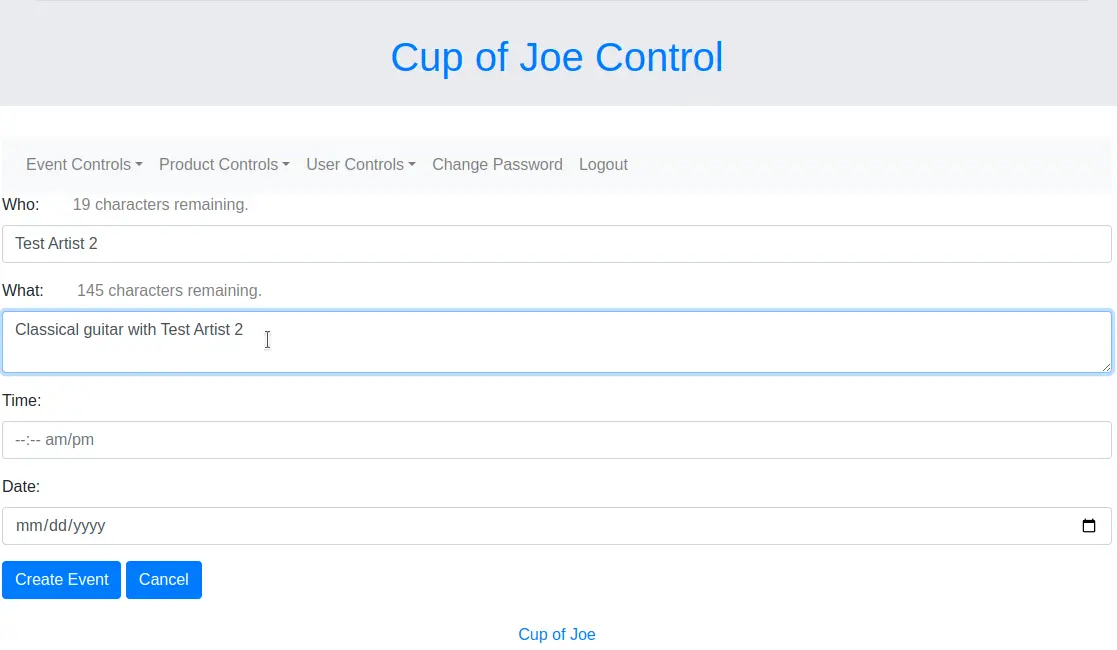 Cup of Joe Control
Event Controls Product Controls User Controls Change Password Logout
Who: 19 characters remaining.
Test Artist 2
What: 145 characters remaining.
Classical guitar with Test Artist 2
Time:
--:-- am/pm
Date:
mm/dd/yyyy
Create Event Cancel
Cup of Joe